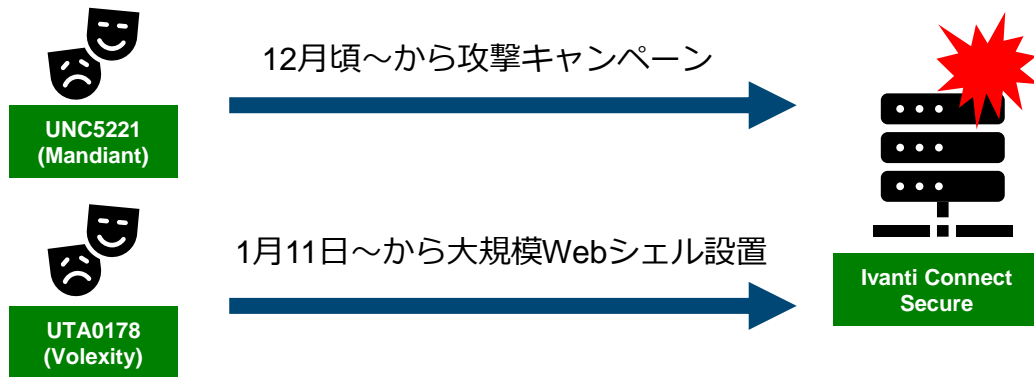 12月頃～から攻撃キャンペーン
UNC5221
(Mandiant)
1月11日～から大規模Webシェル設置
UTA0178
(Volexity)
Ivanti Connect
Secure